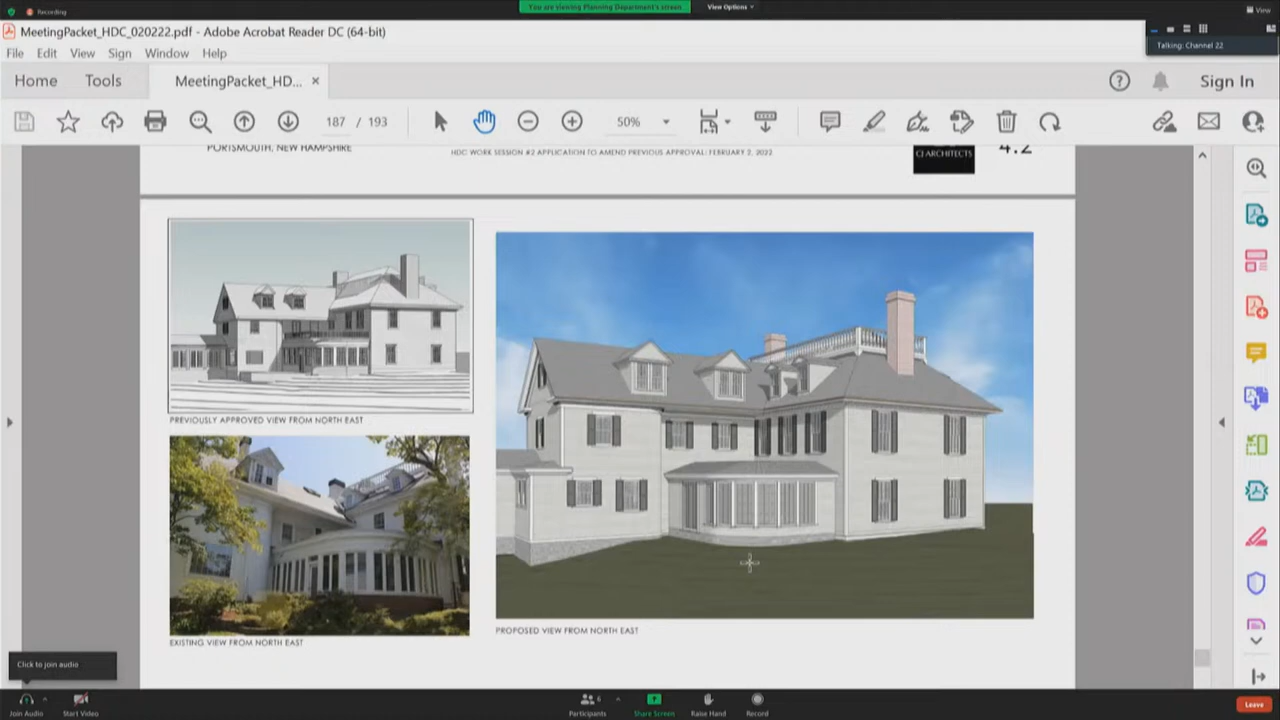 Recording
You are viewing Planning Department's screen
View Options
View
MeetingPacket_HDC_020222.pdf - Adobe Acrobat Reader DC (64-bit)
Talking: Channel 22
File Edit View Sign Window Help
Home Tools MeetingPacket_HD... × Sign In
187 / 193 50%
PORTSMOUTH, NEW HAMPSHIRE
HDC WORK SESSION #2 APPLICATION TO AMEND PREVIOUS APPROVAL: FEBRUARY 2, 2022
CJ ARCHITECTS
4.2
PREVIOUSLY APPROVED VIEW FROM NORTH EAST
EXISTING VIEW FROM NORTH EAST
PROPOSED VIEW FROM NORTH EAST
Click to join audio
Join Audio
Start Video
Participants 6
Share Screen
Raise Hand
Record
Leave